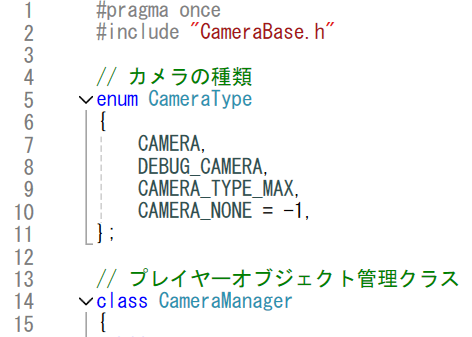 1 #pragma once
2 #include "CameraBase.h"
3
4 // カメラの種類
5 enum CameraType
6 {
7 CAMERA,
8 DEBUG_CAMERA,
9 CAMERA_TYPE_MAX,
10 CAMERA_NONE = -1,
11 };
12
13 // プレイヤーオブジェクト管理クラス
14 class CameraManager
15 {